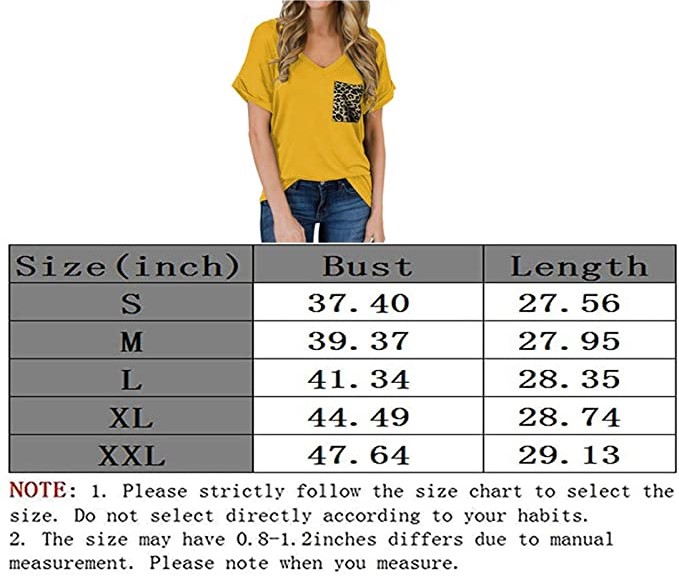 Size(inch) Bust Length
S 37.40 27.56
M 39.37 27.95
L 41.34 28.35
XL 44.49 28.74
XXL 47.64 29.13
NOTE: 1. Please strictly follow the size chart to select the
size. Do not select directly according to your habits.
2. The size may have 0.8-1.2inches differs due to manual
measurement. Please note when you measure.